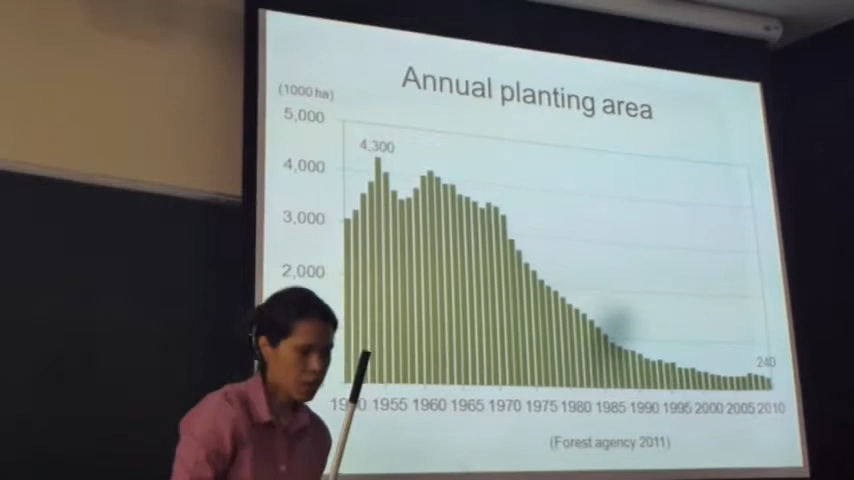 Annual planting area
(1000 ha)
5,000
4,300
4,000
3,000
2,000
240
1955 1960 1965 1970 1975 1980 1985 1990 1995 2000 2005 2010
(Forest agency 2011)